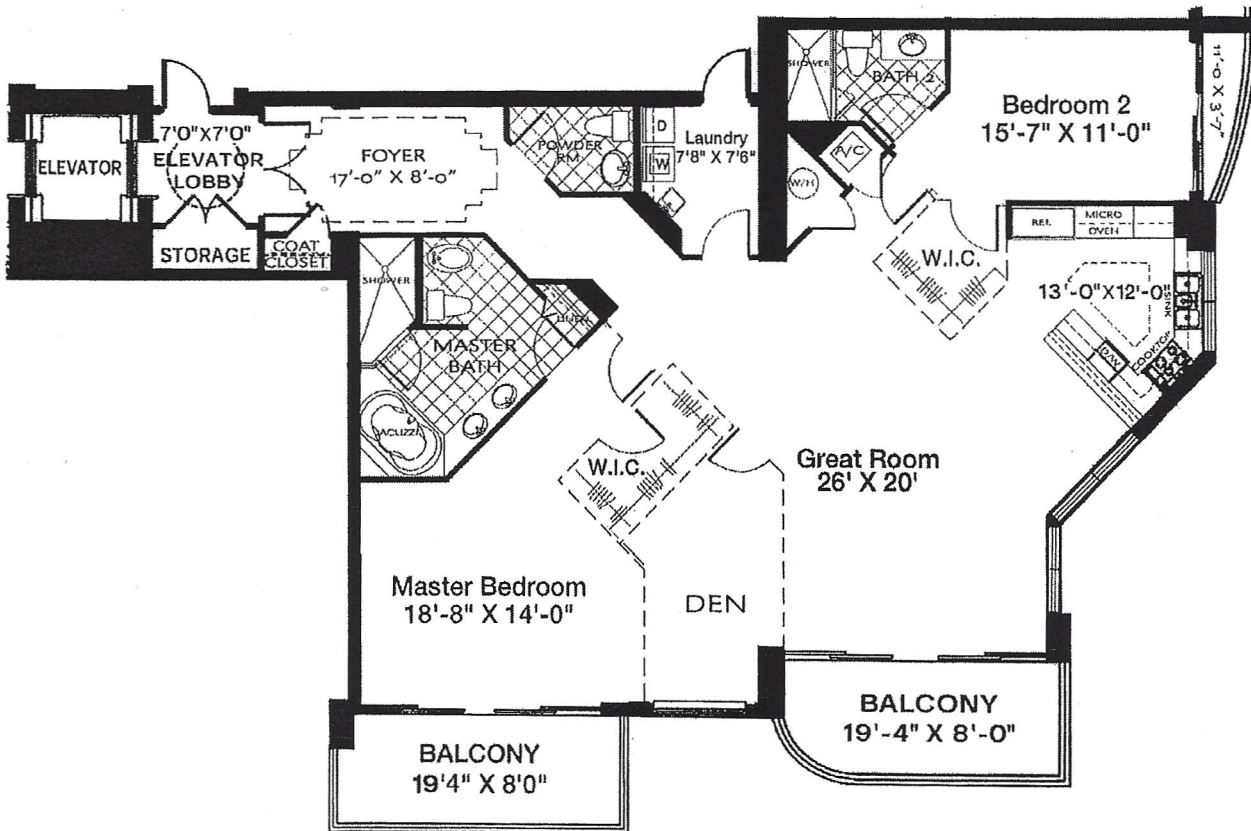 ELEVATOR
7'0"X7'0"
ELEVATOR
LOBBY
STORAGE
COAT
CLOSET
FOYER
17'-0" X 8'-0"
POWDER
RM.
D
W
Laundry
7'8" X 7'6"
SHOWER
BATH 2
A/C
W/H
Bedroom 2
15'-7" X 11'-0"
11'-0 X 3'-7"
W.I.C.
REF.
MICRO
OVEN
13'-0"X12'-0"
SINK
COOKTOP
D/W
SHOWER
LINEN
MASTER
BATH
JACUZZI
W.I.C.
Great Room
26' X 20'
Master Bedroom
18'-8" X 14'-0"
DEN
BALCONY
19'4" X 8'0"
BALCONY
19'-4" X 8'-0"